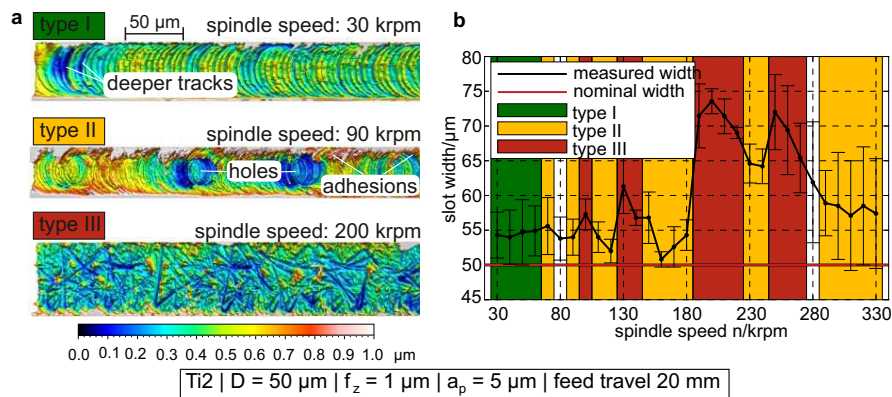 a
type I
50 µm
spindle speed: 30 krpm
deeper tracks
type II
spindle speed: 90 krpm
holes
adhesions
type III
spindle speed: 200 krpm
0.0 0.1 0.2 0.3 0.4 0.5 0.6 0.7 0.8 0.9 1.0 µm
b
80
75
70
65
60
55
50
45
slot width/µm
measured width
nominal width
type I
type II
type III
30 80 130 180 230 280 330
spindle speed n/krpm
Ti2 | D = 50 µm | f_z = 1 µm | a_p = 5 µm | feed travel 20 mm